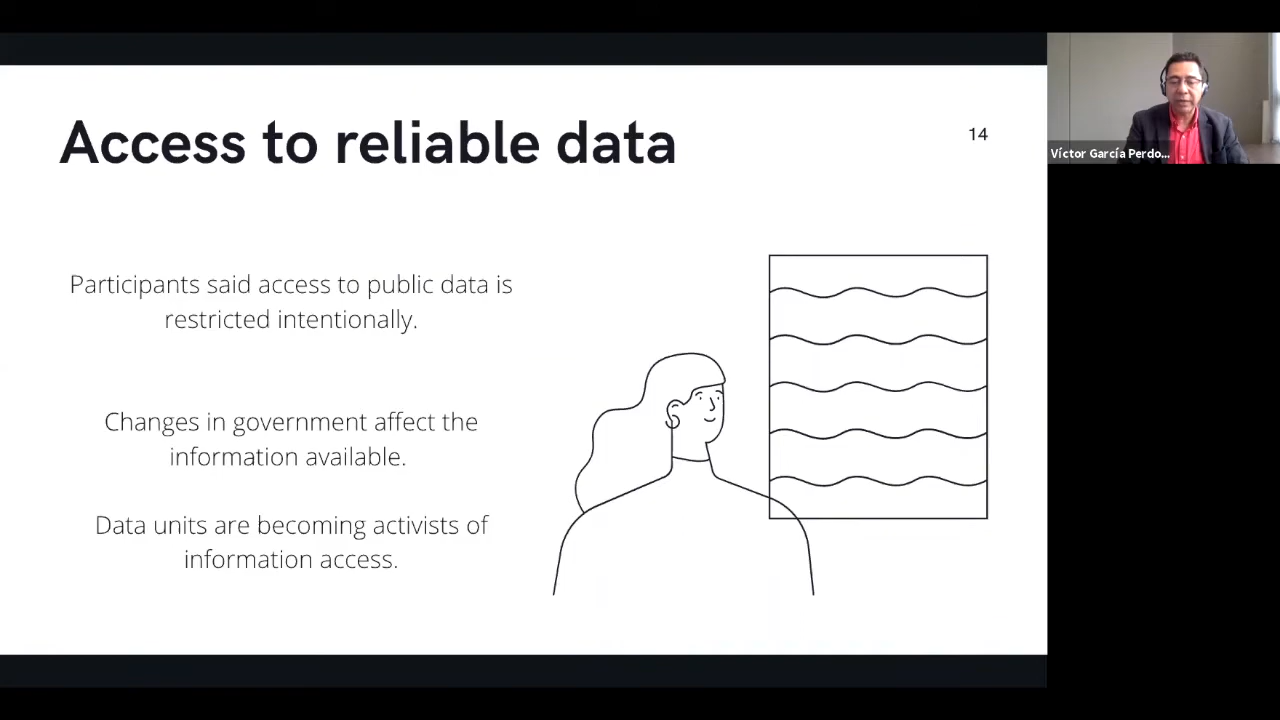 Access to reliable data
14
Víctor García Perdo...
Participants said access to public data is
restricted intentionally.
Changes in government affect the
information available.
Data units are becoming activists of
information access.